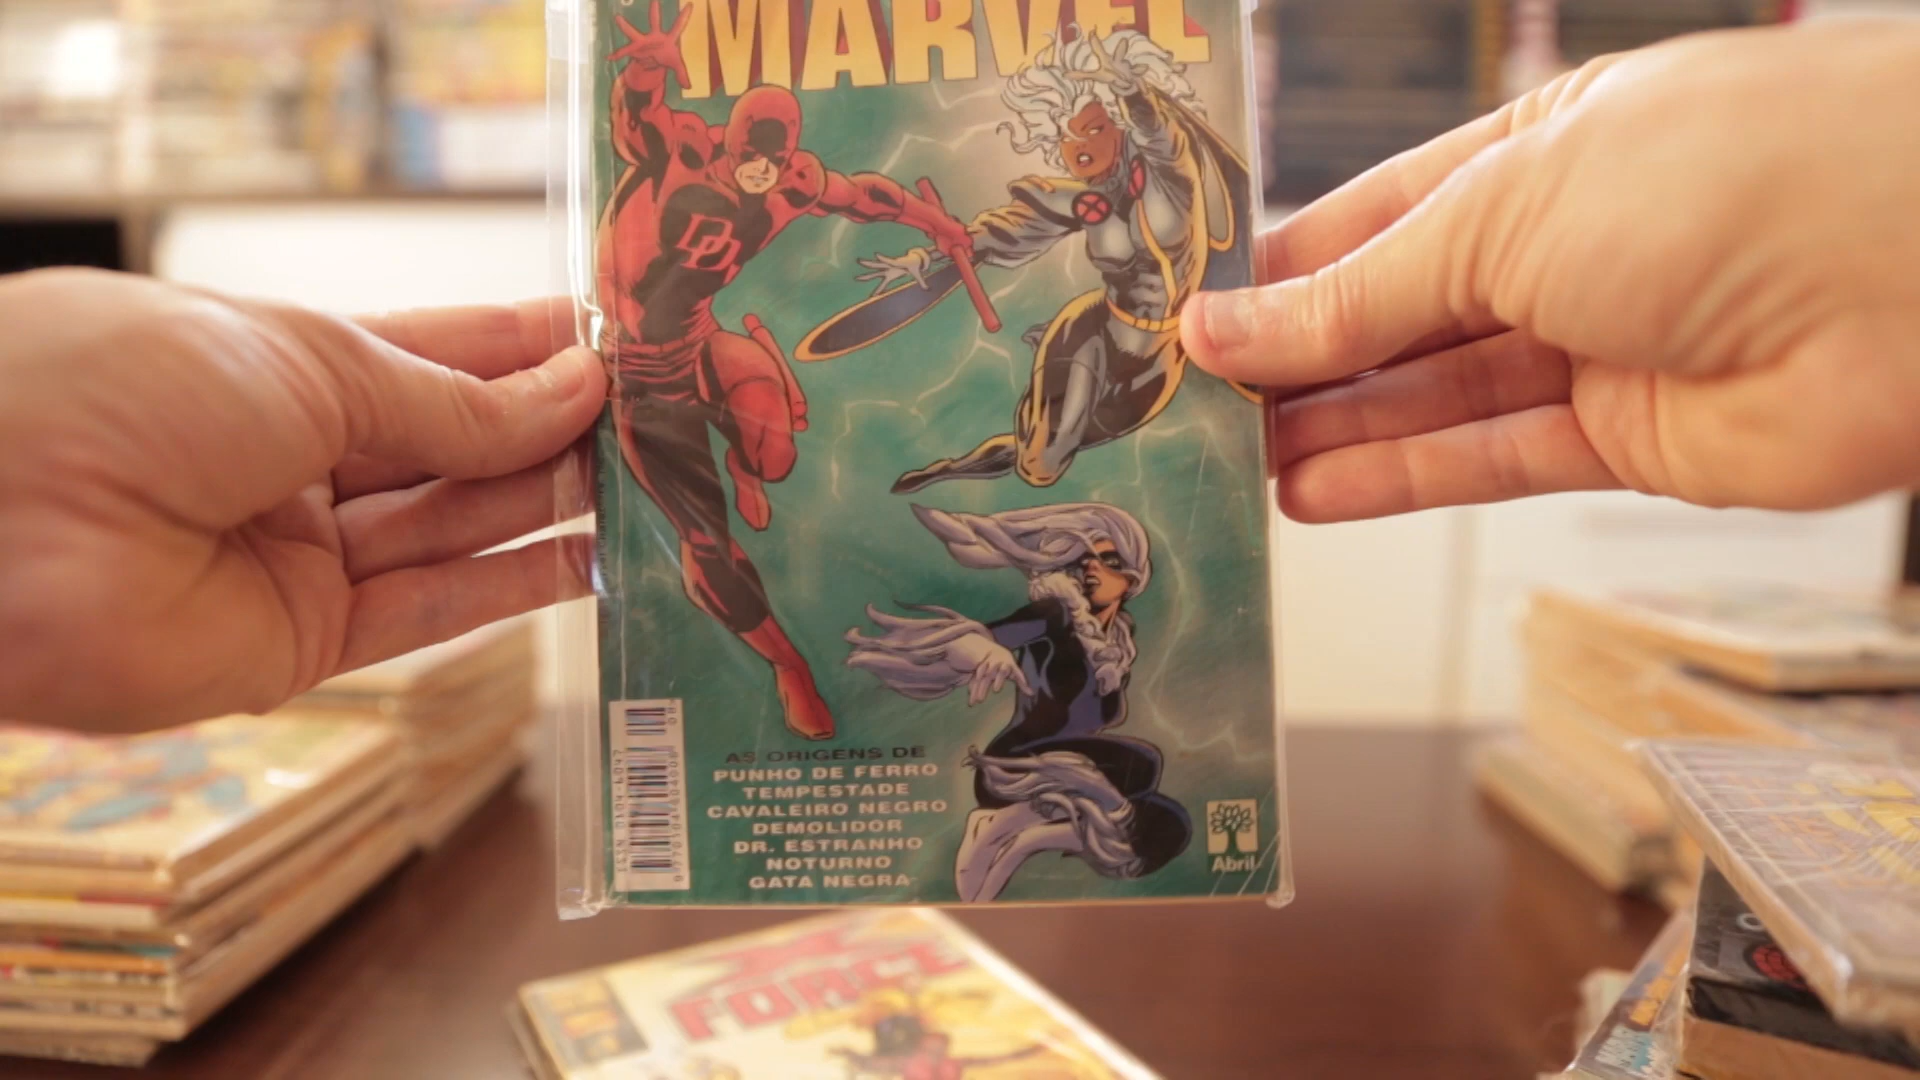 MARVEL
DD
AS ORIGENS DE
PUNHO DE FERRO
TEMPESTADE
CAVALEIRO NEGRO
DEMOLIDOR
DR. ESTRANHO
NOTURNO
GATA NEGRA
Abril
X
FORCE